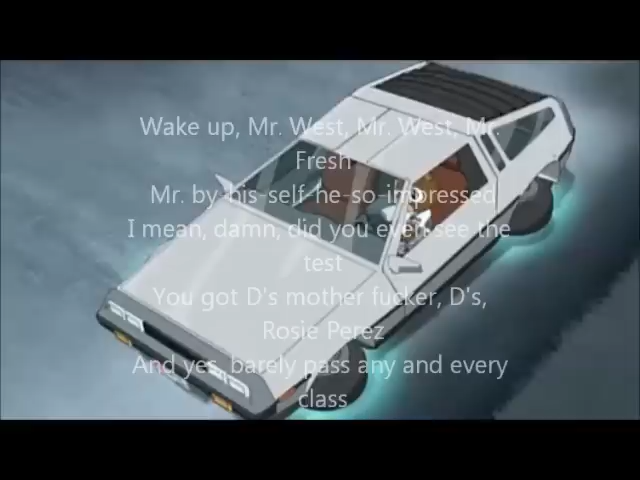 Wake up, Mr. West, Mr. West, Mr.
Fresh
Mr. by-his-self-he-so-impressed
I mean, damn, did you even see the
test
You got D's mother fucker, D's,
Rosie Perez
And yes, barely pass any and every
class